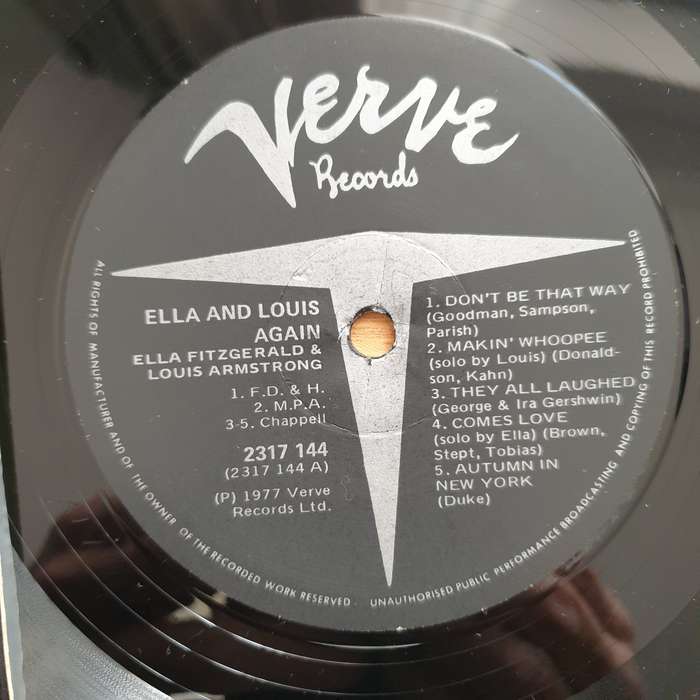 Verve
Records
ELLA AND LOUIS
AGAIN
ELLA FITZGERALD &
LOUIS ARMSTRONG
1. F.D. & H.
2. M.P.A.
3-5. Chappell
2317 144
(2317 144 A)
(P) 1977 Verve
Records Ltd.
1. DON'T BE THAT WAY
(Goodman, Sampson,
Parish)
2. MAKIN' WHOOPEE
(solo by Louis) (Donald-
son, Kahn)
3. THEY ALL LAUGHED
(George & Ira Gershwin)
4. COMES LOVE
(solo by Ella) (Brown,
Stept, Tobias)
5. AUTUMN IN
NEW YORK
(Duke)
ALL RIGHTS OF MANUFACTURER AND OF THE OWNER OF THE RECORDED WORK RESERVED. UNAUTHORISED PUBLIC PERFORMANCE BROADCASTING AND COPYING OF THIS RECORD PROHIBITED